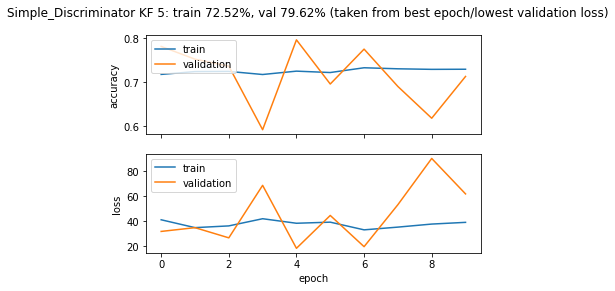 Simple_Discriminator KF 5: train 72.52%, val 79.62% (taken from best epoch/lowest validation loss)
0.8
0.7
0.6
accuracy
train
validation
80
60
40
20
loss
train
validation
0 2 4 6 8
epoch